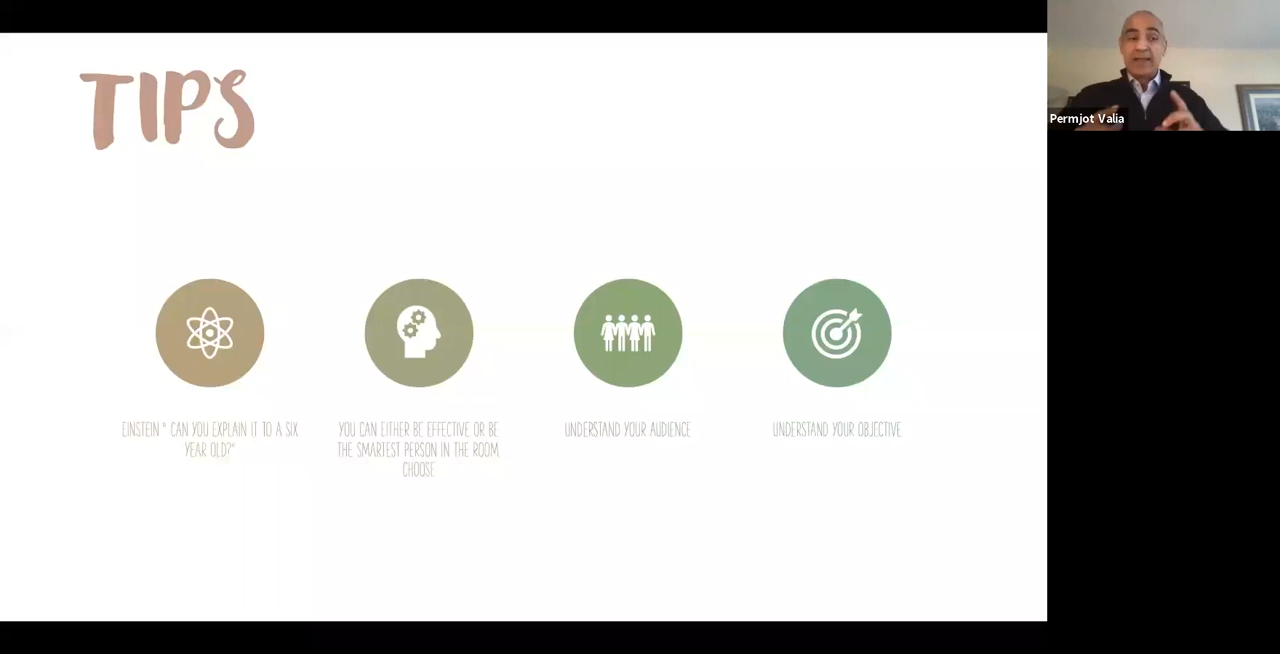 TIPS
EINSTEIN " CAN YOU EXPLAIN IT TO A SIX
YEAR OLD?"
YOU CAN EITHER BE EFFECTIVE OR BE
THE SMARTEST PERSON IN THE ROOM
CHOOSE
UNDERSTAND YOUR AUDIENCE
UNDERSTAND YOUR OBJECTIVE
Permjot Valia